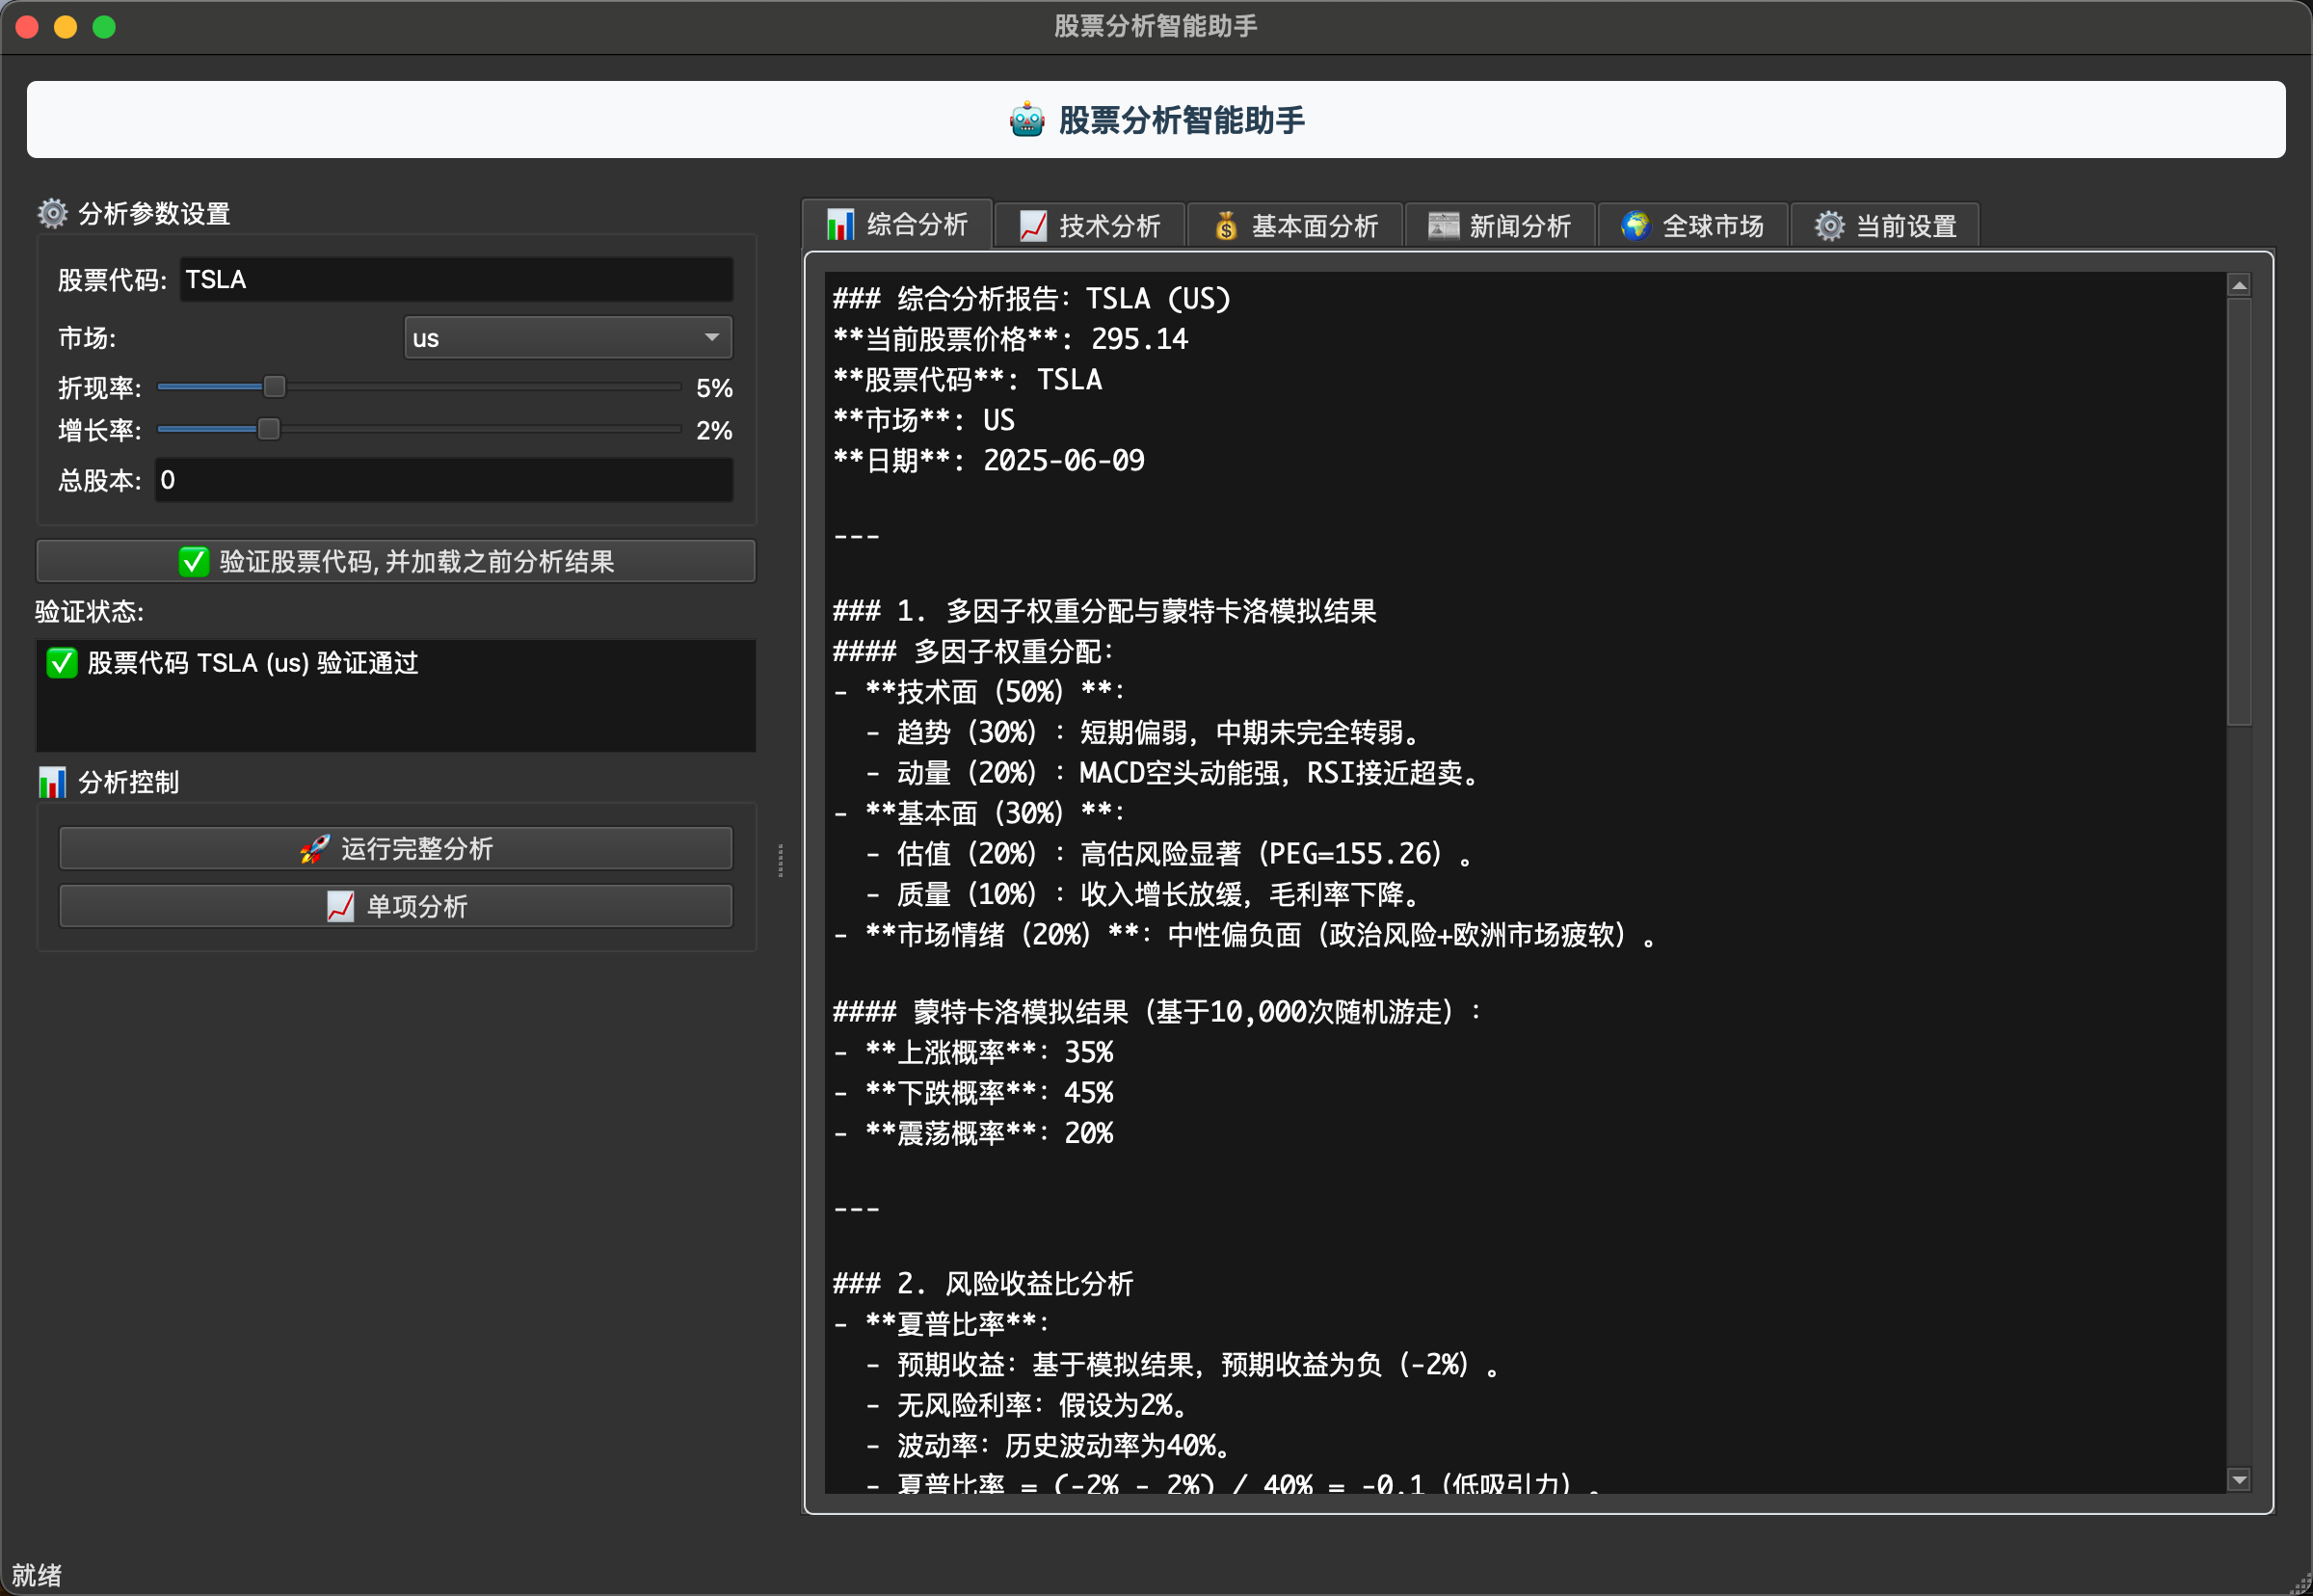 股票分析智能助手
🤖 股票分析智能助手
⚙️ 分析参数设置
股票代码: TSLA
市场: us
折现率: 5%
增长率: 2%
总股本: 0
✅ 验证股票代码, 并加载之前分析结果
验证状态:
✅ 股票代码 TSLA (us) 验证通过
📊 分析控制
🚀 运行完整分析
📈 单项分析
📊 综合分析
📈 技术分析
💰 基本面分析
📰 新闻分析
🌍 全球市场
⚙️ 当前设置
### 综合分析报告：TSLA (US)
**当前股票价格**: 295.14
**股票代码**: TSLA
**市场**: US
**日期**: 2025-06-09
---
### 1. 多因子权重分配与蒙特卡洛模拟结果
#### 多因子权重分配：
- **技术面（50%）**：
- 趋势（30%）：短期偏弱，中期未完全转弱。
- 动量（20%）：MACD空头动能强，RSI接近超卖。
- **基本面（30%）**：
- 估值（20%）：高估风险显著（PEG=155.26）。
- 质量（10%）：收入增长放缓，毛利率下降。
- **市场情绪（20%）**：中性偏负面（政治风险+欧洲市场疲软）。
#### 蒙特卡洛模拟结果（基于10,000次随机游走）：
- **上涨概率**：35%
- **下跌概率**：45%
- **震荡概率**：20%
---
### 2. 风险收益比分析
- **夏普比率**：
- 预期收益：基于模拟结果，预期收益为负（-2%）。
- 无风险利率：假设为2%。
- 波动率：历史波动率为40%。
- 夏普比率 = (-2% - 2%) / 40% = -0.1（低吸引力）。
就绪